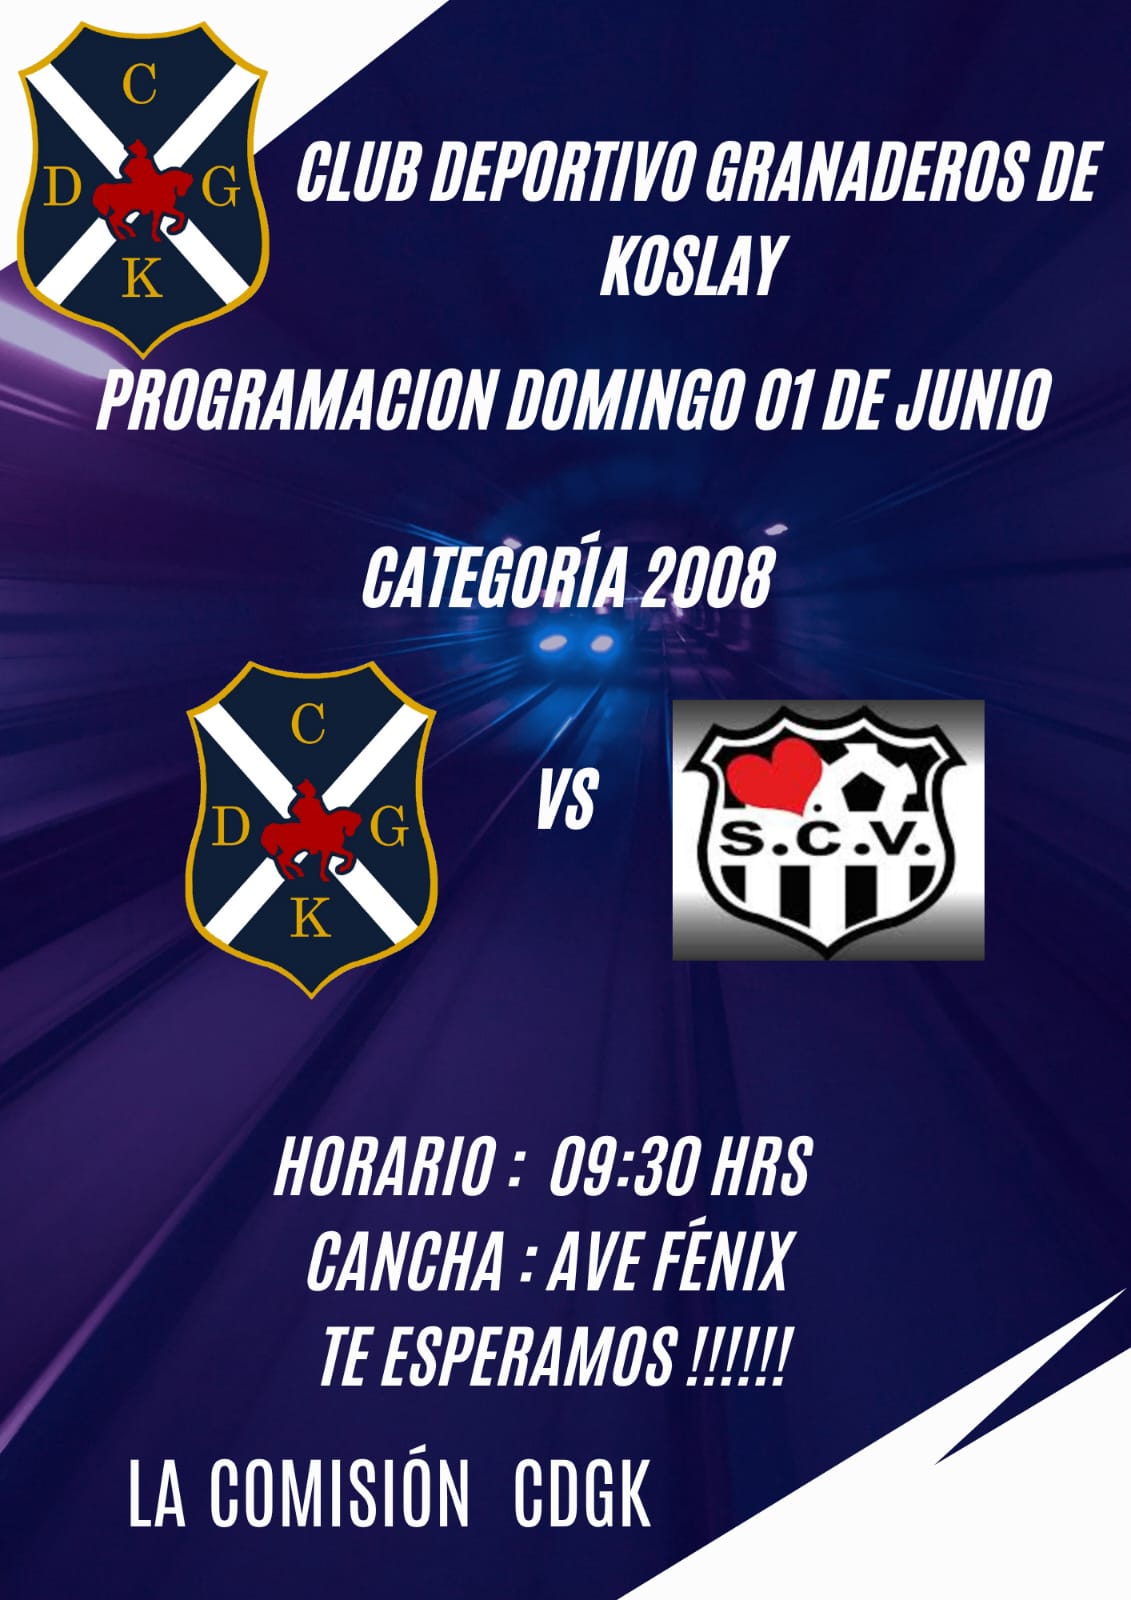 C
D G
K
CLUB DEPORTIVO GRANADEROS DE
KOSLAY
PROGRAMACION DOMINGO 01 DE JUNIO
CATEGORÍA 2008
C
D G
K
VS
S.C.V.
HORARIO : 09:30 HRS
CANCHA : AVE FÉNIX
TE ESPERAMOS !!!!!!
LA COMISIÓN CDGK